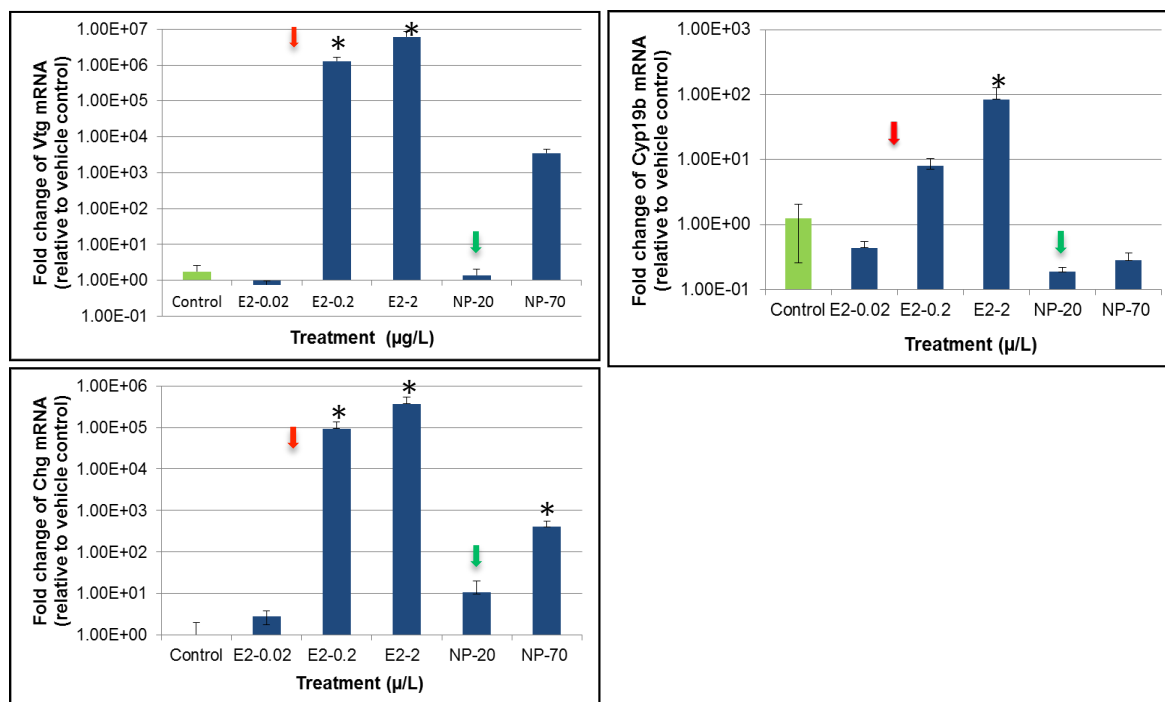 Fold change of Vtg mRNA
(relative to vehicle control)
1.00E+07
1.00E+06
1.00E+05
1.00E+04
1.00E+03
1.00E+02
1.00E+01
1.00E+00
1.00E-01
* *
Control E2-0.02 E2-0.2 E2-2 NP-20 NP-70
Treatment (µg/L)
Fold change of Cyp19b mRNA
(relative to vehicle control)
1.00E+03
1.00E+02
1.00E+01
1.00E+00
1.00E-01
*
Control E2-0.02 E2-0.2 E2-2 NP-20 NP-70
Treatment (µ/L)
Fold change of Chg mRNA
(relative to vehicle control)
1.00E+06
1.00E+05
1.00E+04
1.00E+03
1.00E+02
1.00E+01
1.00E+00
* * *
Control E2-0.02 E2-0.2 E2-2 NP-20 NP-70
Treatment (µ/L)